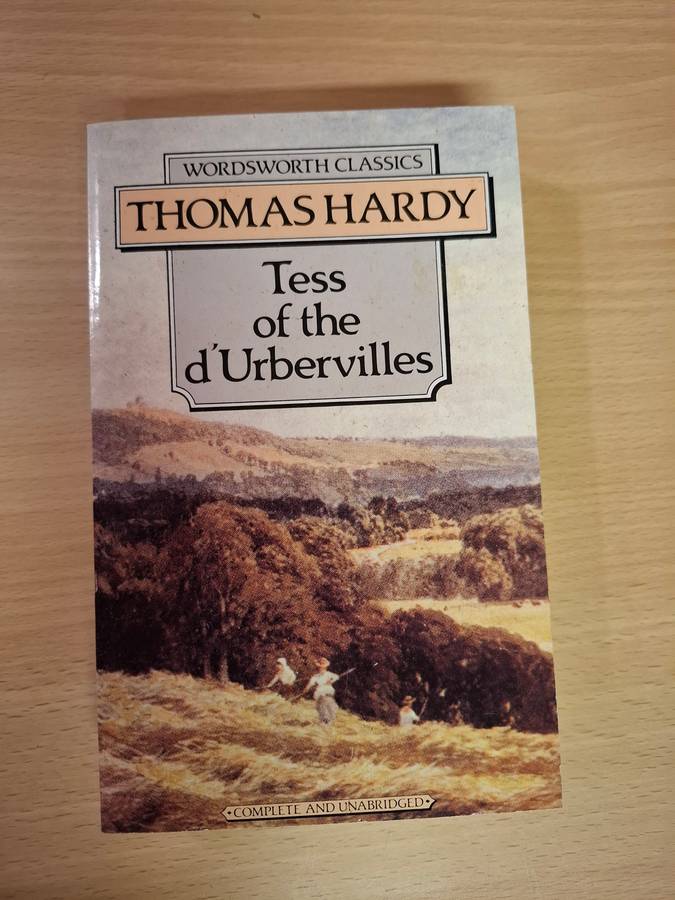 WORDSWORTH CLASSICS
THOMAS HARDY
Tess
of the
d'Urbervilles
COMPLETE AND UNABRIDGED